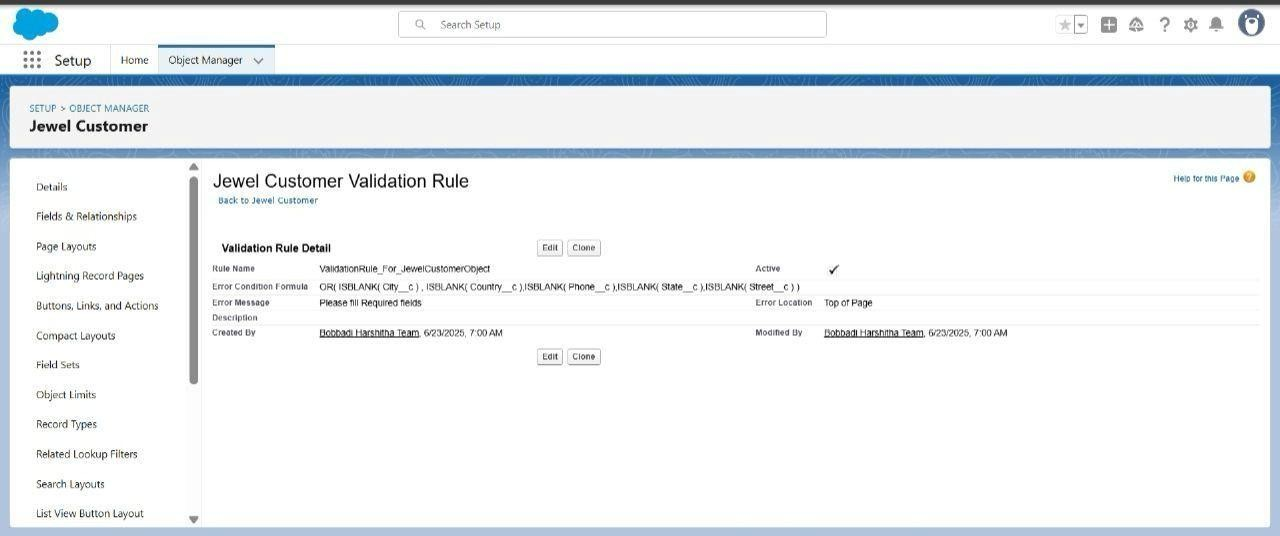 Search Setup
Setup Home Object Manager
SETUP > OBJECT MANAGER
Jewel Customer
Details
Fields & Relationships
Page Layouts
Lightning Record Pages
Buttons, Links, and Actions
Compact Layouts
Field Sets
Object Limits
Record Types
Related Lookup Filters
Search Layouts
List View Button Layout
Jewel Customer Validation Rule
Help for this Page
Back to Jewel Customer
Validation Rule Detail Edit Clone
Rule Name ValidationRule_For_JewelCustomerObject Active
Error Condition Formula OR( ISBLANK( City__c ) , ISBLANK( Country__c ),ISBLANK( Phone__c ),ISBLANK( State__c ),ISBLANK( Street__c ) )
Error Message Please fill Required fields Error Location Top of Page
Description
Created By Bobbadi Harshitha Team, 6/23/2025, 7:00 AM Modified By Bobbadi Harshitha Team, 6/23/2025, 7:00 AM
Edit Clone